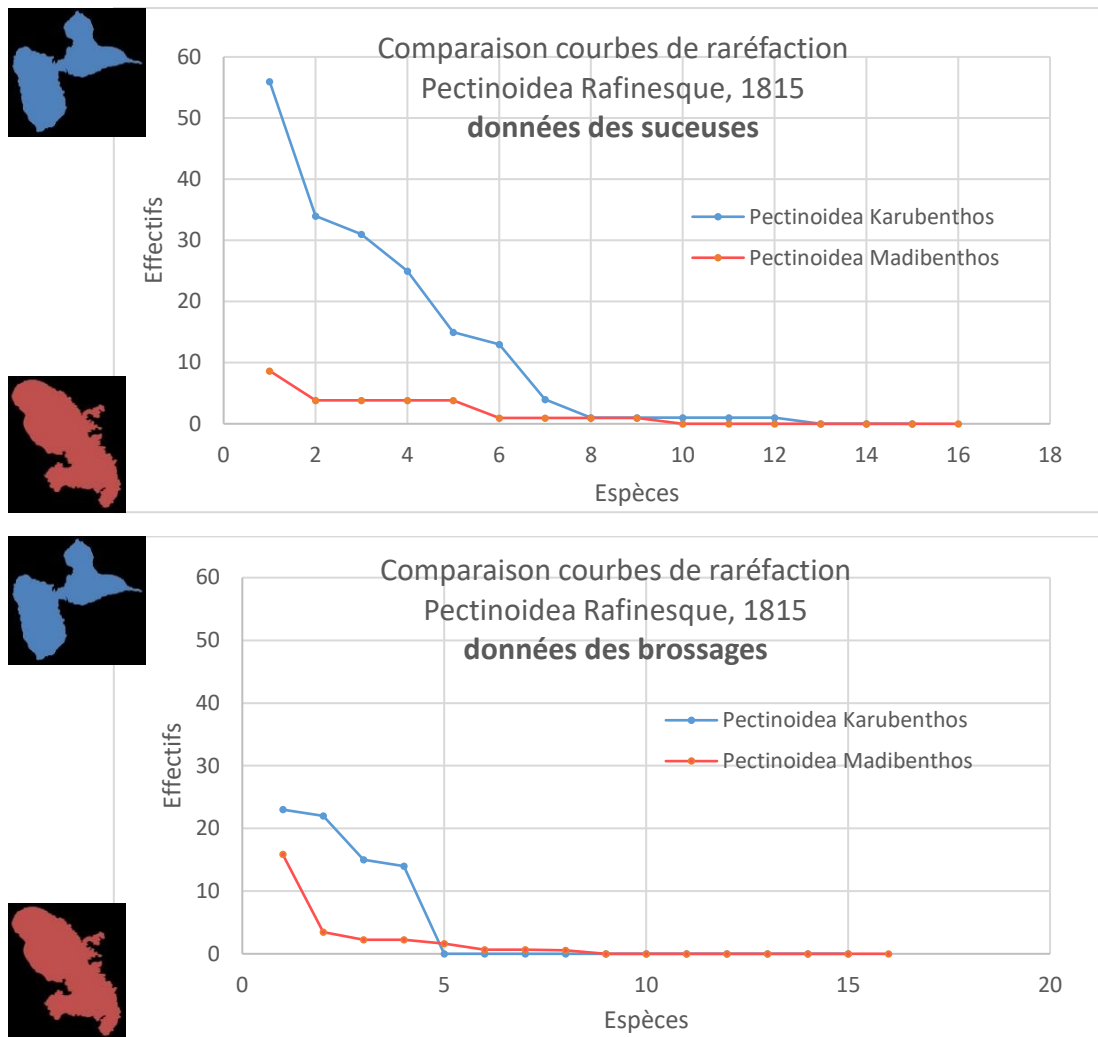 Comparaison courbes de raréfaction
Pectinoidea Rafinesque, 1815
données des suceuses
60
50
40
30
20
10
0
Effectifs
Pectinoidea Karubenthos
Pectinoidea Madibenthos
0 2 4 6 8 10 12 14 16 18
Espèces
Comparaison courbes de raréfaction
Pectinoidea Rafinesque, 1815
données des brossages
60
50
40
30
20
10
0
Effectifs
Pectinoidea Karubenthos
Pectinoidea Madibenthos
0 5 10 15 20
Espèces